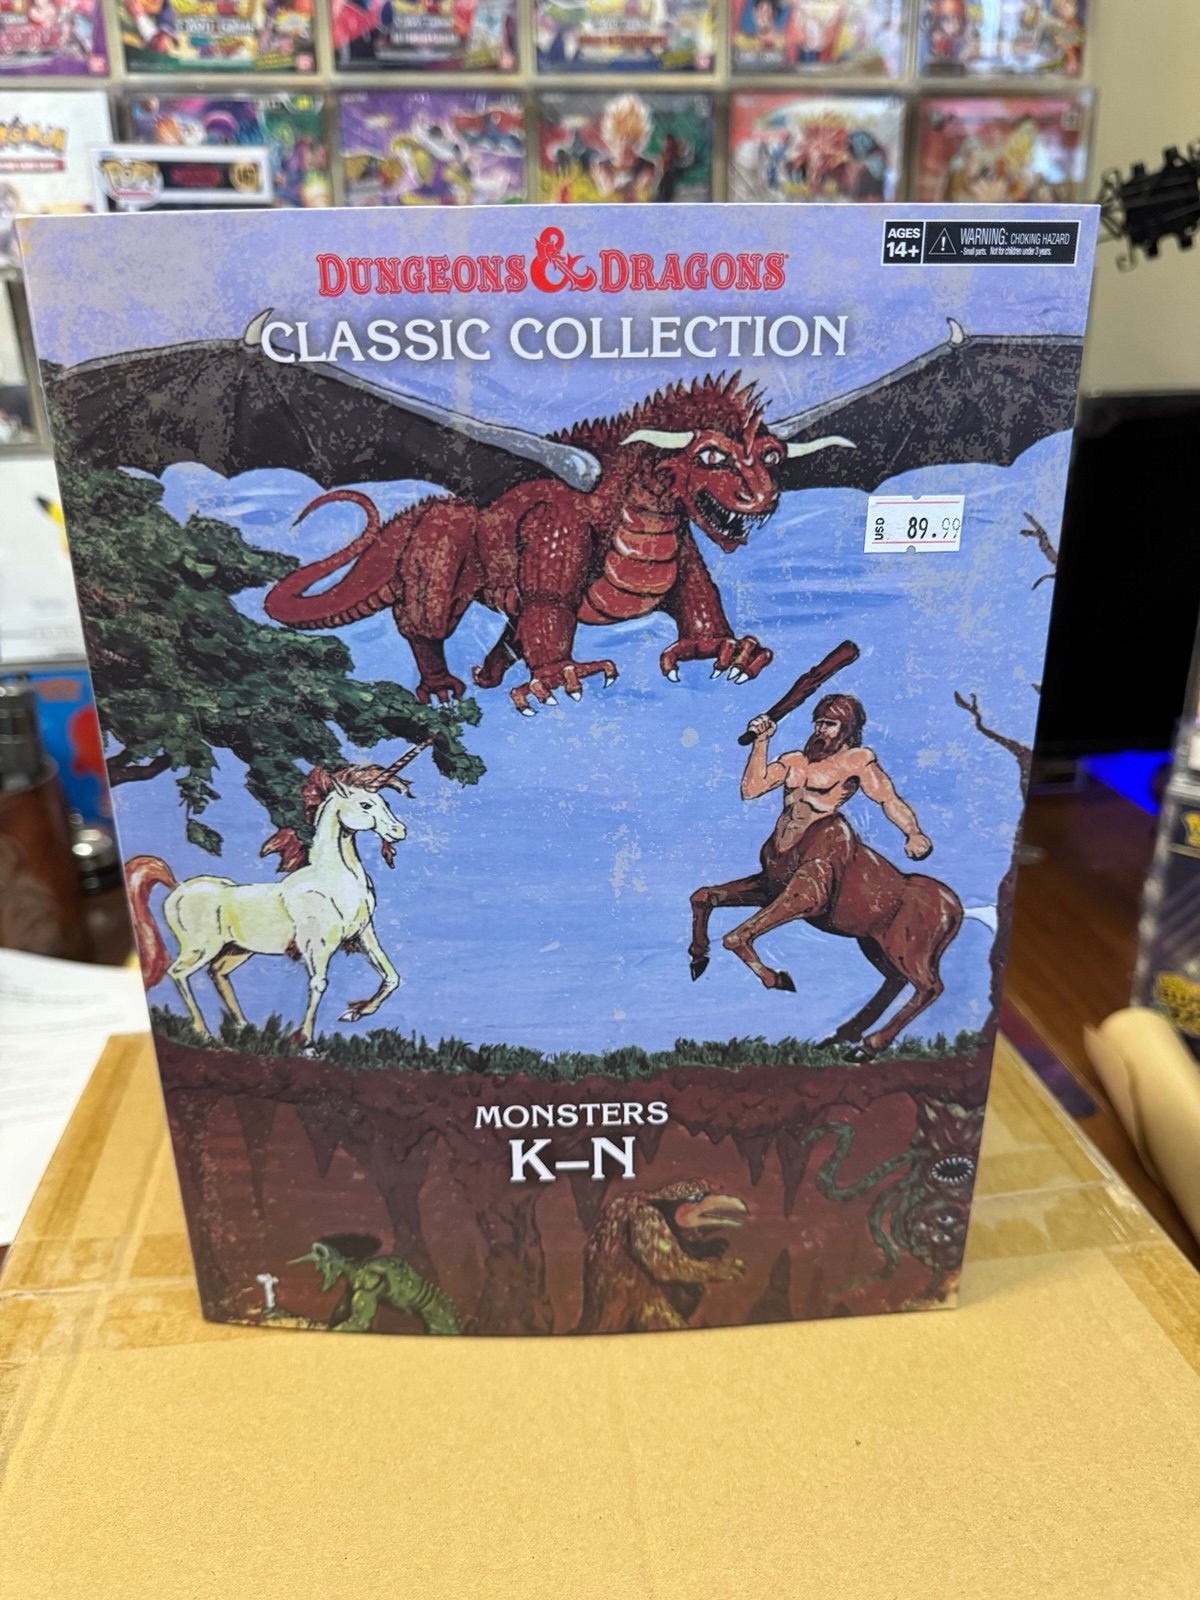 DUNGEONS & DRAGONS
CLASSIC COLLECTION
AGES
14+
WARNING: CHOKING HAZARD
- Small parts. Not for children under 3 years.
USD 89.99
MONSTERS
K–N
POP!